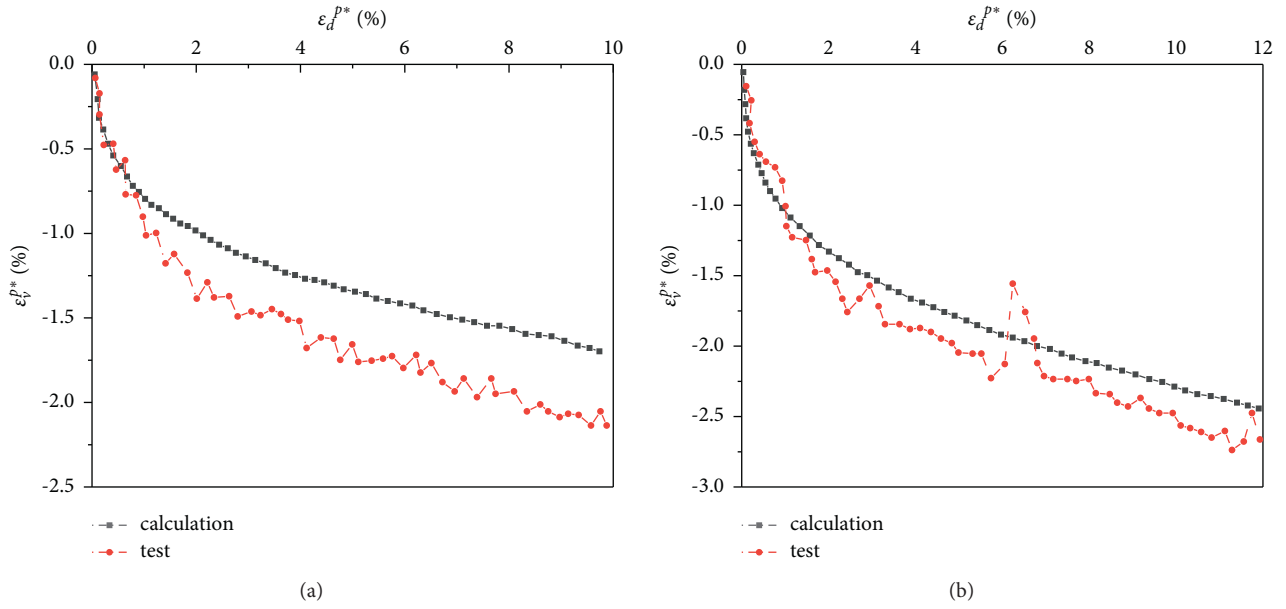 ε_d^p* (%)
0 2 4 6 8 10
0.0
-0.5
-1.0
-1.5
-2.0
-2.5
ε_v^p* (%)
calculation
test
(a)
ε_d^p* (%)
0 2 4 6 8 10 12
0.0
-0.5
-1.0
-1.5
-2.0
-2.5
-3.0
ε_v^p* (%)
calculation
test
(b)